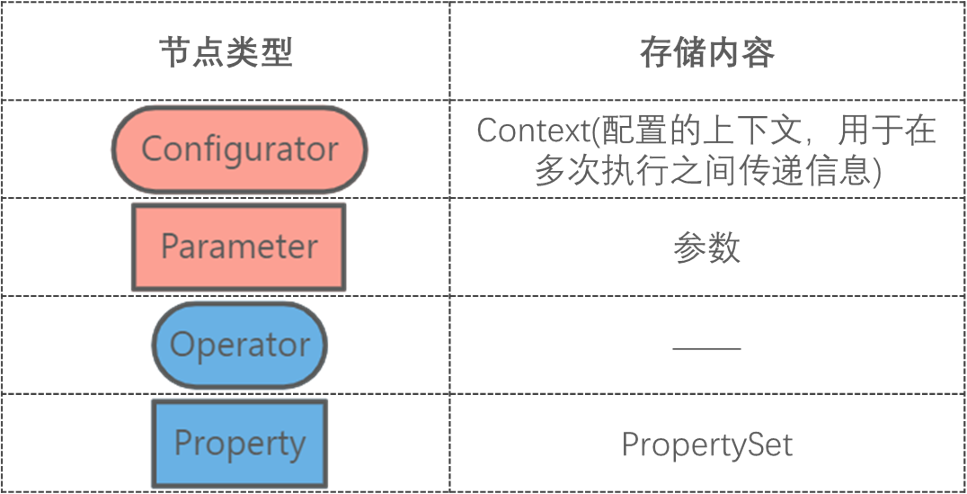 节点类型
存储内容
Configurator
Context(配置的上下文，用于在
多次执行之间传递信息)
Parameter
参数
Operator
——
Property
PropertySet